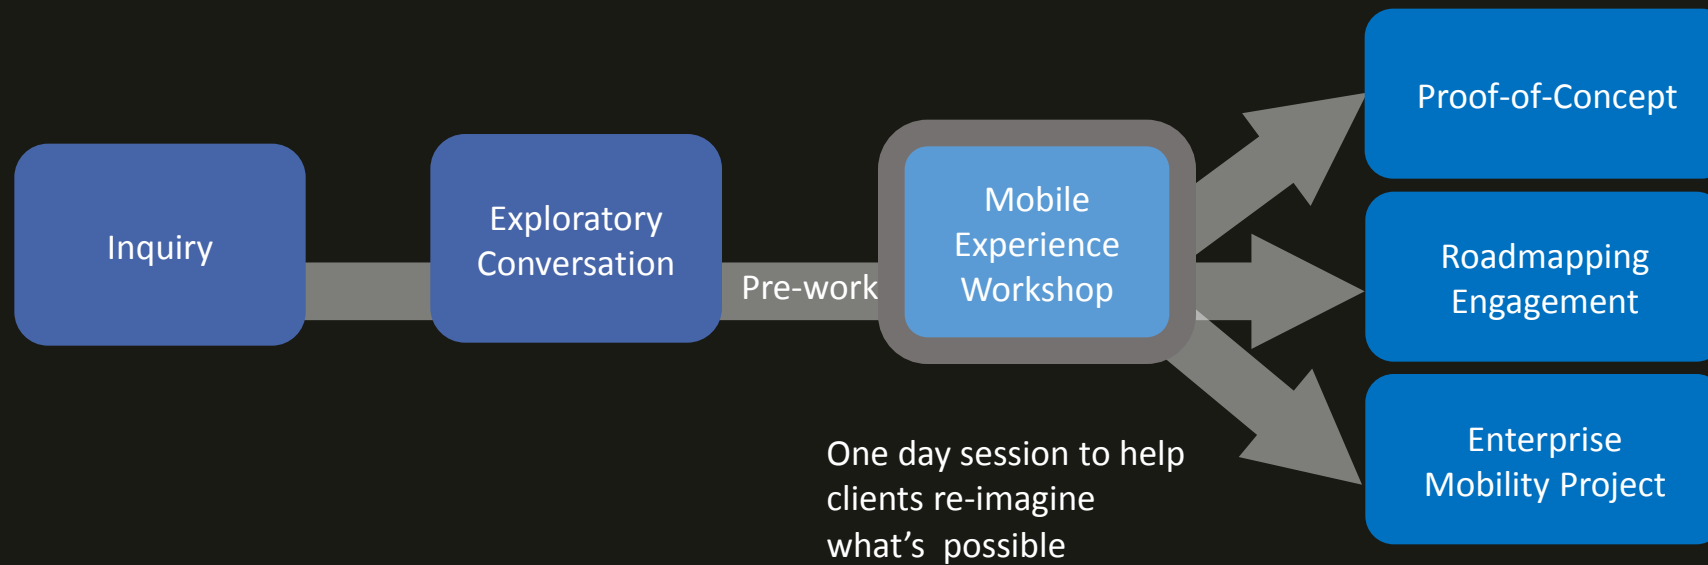 Inquiry
Exploratory
Conversation
Pre-work
Mobile
Experience
Workshop
One day session to help
clients re-imagine
what's  possible
Proof-of-Concept
Roadmapping
Engagement
Enterprise
Mobility Project